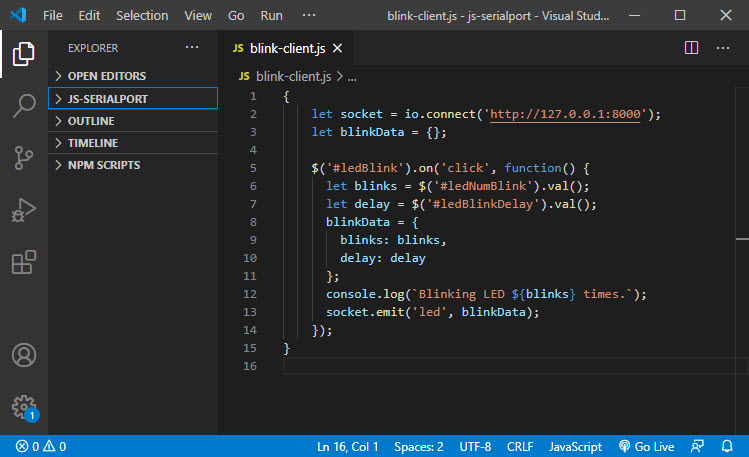 File Edit View Go Run ... blink-client.js - js-serialport - Visual Stud...
EXPLORER ...
OPEN EDITORS
JS-SERIALPORT
OUTLINE
TIMELINE
NPM SCRIPTS
JS blink-client.js
JS blink-client.js > ...
1 {
2 let socket = io.connect('http://127.0.0.1:8000');
3 let blinkData = {};
4
5 $('#ledBlink').on('click', function() {
6 let blinks = $('#ledNumBlink').val();
7 let delay = $('#ledBlinkDelay').val();
8 blinkData = {
9 blinks: blinks,
10 delay: delay
11 };
12 console.log(`Blinking LED ${blinks} times.`);
13 socket.emit('led', blinkData);
14 });
15 }
16
1
0 0 Ln 16, Col 1 Spaces: 2 UTF-8 CRLF JavaScript Go Live